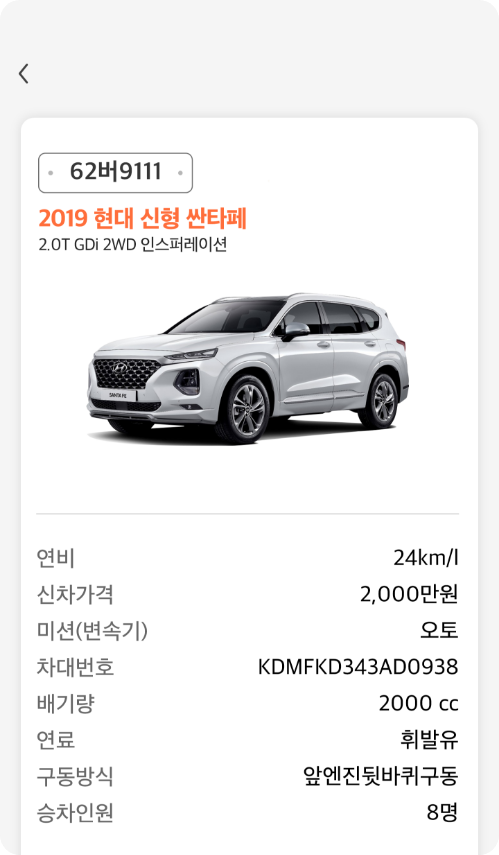 62버9111
2019 현대 신형 싼타페
2.0T GDi 2WD 인스퍼레이션
SANTA FE
연비 24km/l
신차가격 2,000만원
미션(변속기) 오토
차대번호 KDMFKD343AD0938
배기량 2000 cc
연료 휘발유
구동방식 앞엔진뒷바퀴구동
승차인원 8명